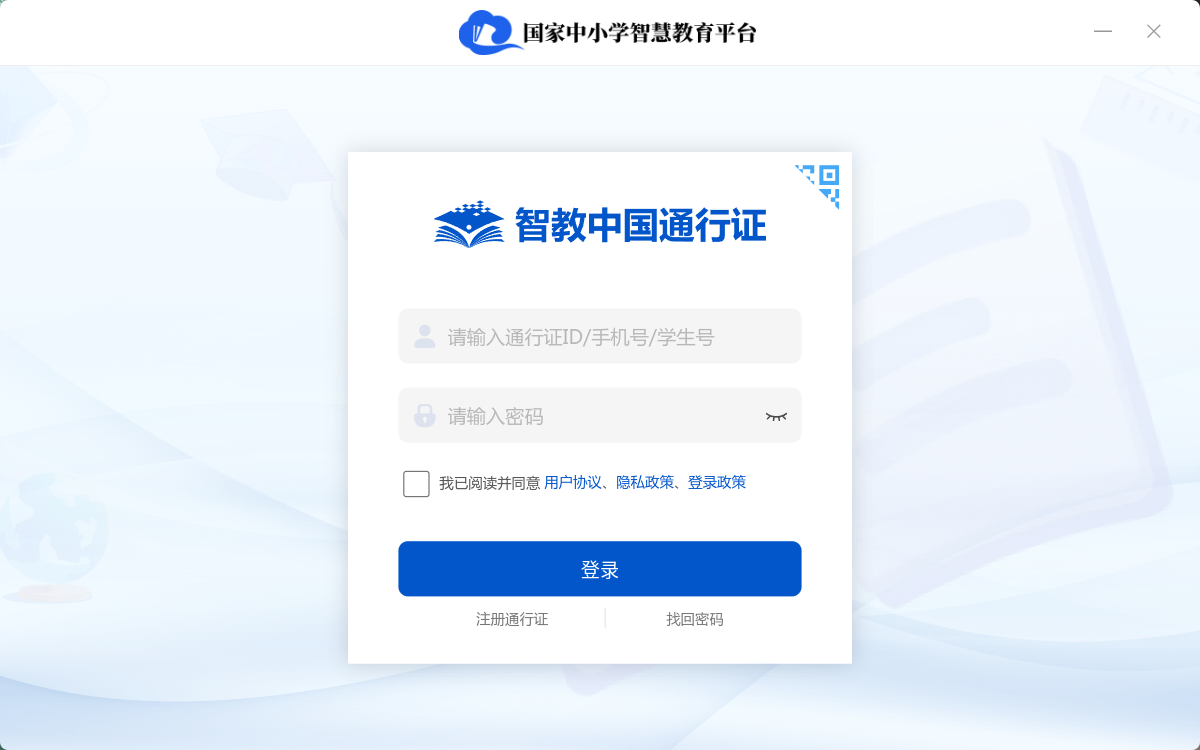 国家中小学智慧教育平台
智教中国通行证
请输入通行证ID/手机号/学生号
请输入密码
我已阅读并同意 用户协议、隐私政策、登录政策
登录
注册通行证
找回密码